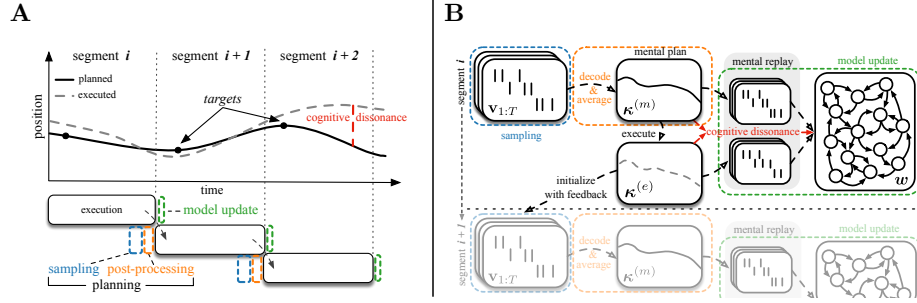 A
segment i
segment i+1
segment i+2
planned
executed
targets
cognitive dissonance
position
time
execution
model update
sampling
post-processing
planning
B
segment i
v1:T
sampling
decode
&
average
mental plan
κ(m)
execute
κ(e)
cognitive dissonance
mental replay
model update
w
initialize
with feedback
segment i + 1
v1:T
decode
&
average
κ(m)
mental replay
model update